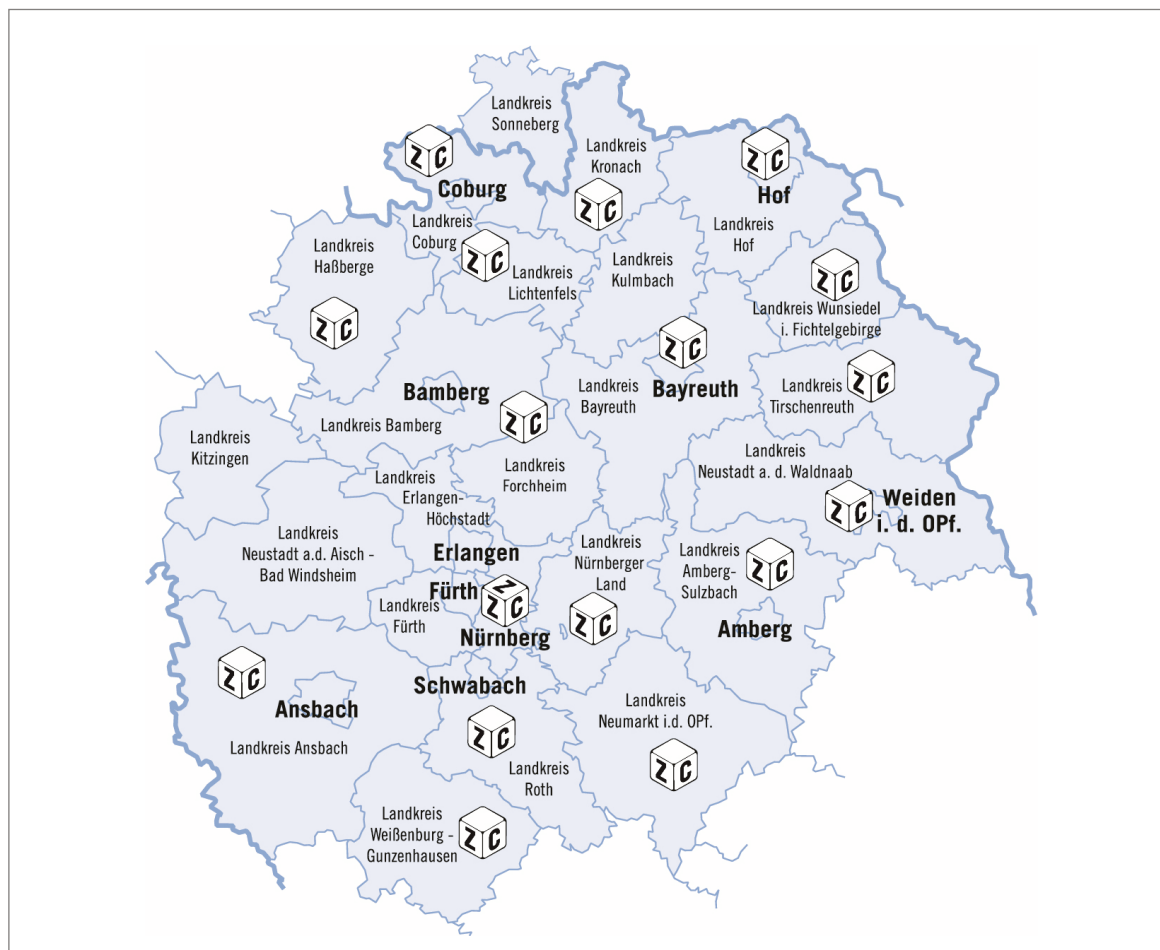 Landkreis
Sonneberg
Landkreis
Kronach
Z C
Coburg
Z C
Hof
Z C
Landkreis
Coburg
Landkreis
Hof
Landkreis
Haßberge
Z C
Landkreis
Lichtenfels
Landkreis
Kulmbach
Z C
Landkreis Wunsiedel
i. Fichtelgebirge
Z C
Z C
Bayreuth
Landkreis
Bayreuth
Landkreis
Tirschenreuth
Z C
Bamberg
Landkreis Bamberg
Z C
Landkreis
Kitzingen
Landkreis
Forchheim
Landkreis
Erlangen-
Höchstadt
Landkreis
Neustadt a. d. Waldnaab
Z C
Weiden
i. d. OPf.
Landkreis
Neustadt a.d. Aisch -
Bad Windsheim
Erlangen
Landkreis
Nürnberger
Land
Z C
Landkreis
Amberg-
Sulzbach
Z C
Fürth
Z
Z C
Landkreis
Fürth
Nürnberg
Amberg
Z C
Schwabach
Ansbach
Landkreis Ansbach
Z C
Landkreis
Roth
Landkreis
Neumarkt i.d. OPf.
Z C
Landkreis
Weißenburg -
Gunzenhausen
Z C